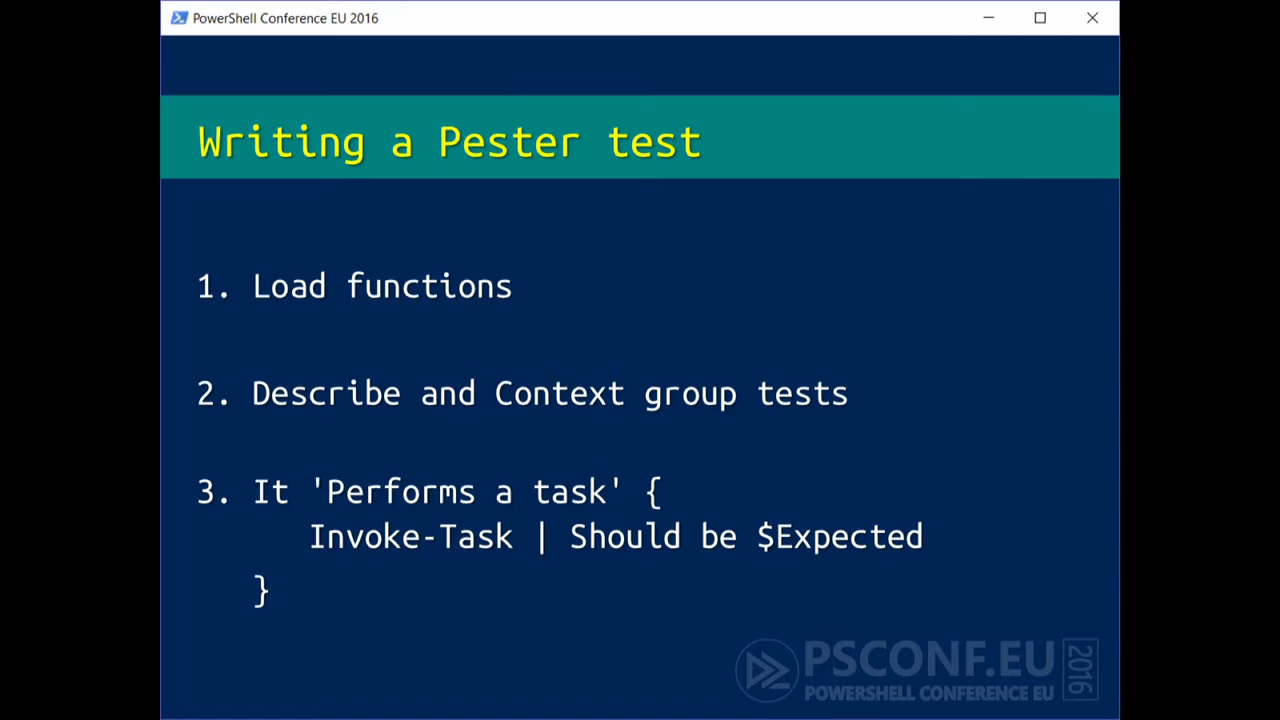 PowerShell Conference EU 2016
Writing a Pester test
1. Load functions
2. Describe and Context group tests
3. It 'Performs a task' {
Invoke-Task | Should be $Expected
}
PSCONF.EU 2016
POWERSHELL CONFERENCE EU